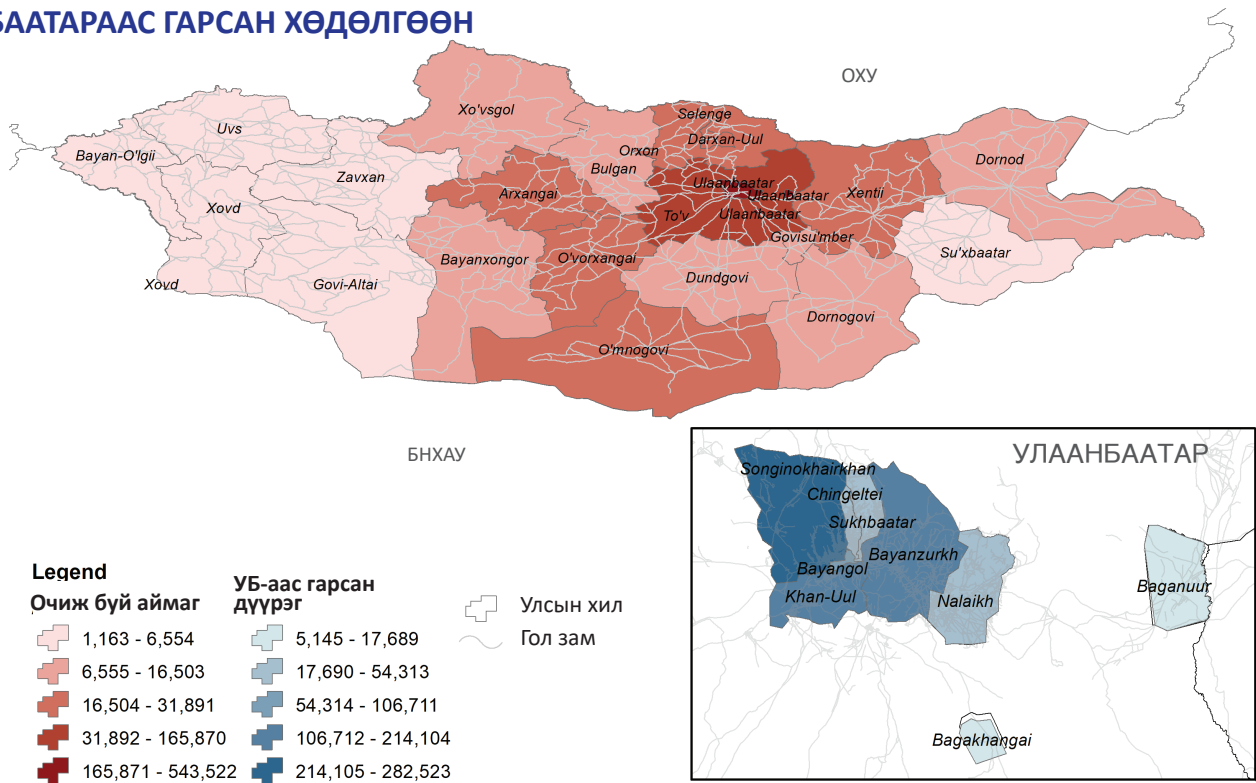 БААТАРААС ГАРСАН ХӨДӨЛГӨӨН
ОХУ
Xo'vsgol
Selenge
Uvs
Darxan-Uul
Orxon
Bayan-O'lgii
Dornod
Bulgan
Zavxan
Ulaanbaatar
Arxangai
Ulaanbaatar
Xentii
Xovd
To'v
Ulaanbaatar
Govisu'mber
Su'xbaatar
O'vorxangai
Bayanxongor
Dundgovi
Xovd
Govi-Altai
Dornogovi
O'mnogovi
БНХАУ
УЛААНБААТАР
Songinokhairkhan
Chingeltei
Sukhbaatar
Bayanzurkh
Bayangol
Baganuur
Khan-Uul
Nalaikh
Bagakhangai
Legend
Очиж буй аймаг
1,163 - 6,554
6,555 - 16,503
16,504 - 31,891
31,892 - 165,870
165,871 - 543,522
УБ-аас гарсан
дүүрэг
5,145 - 17,689
17,690 - 54,313
54,314 - 106,711
106,712 - 214,104
214,105 - 282,523
Улсын хил
Гол зам